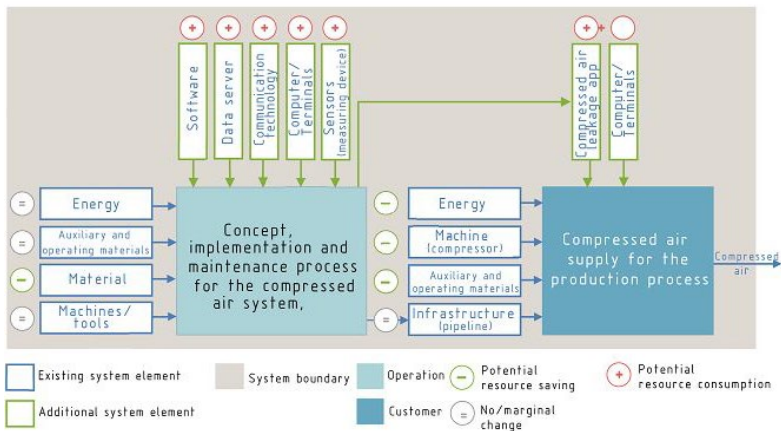 +
+
+
+
+
+
+
Software
Data server
Communication
technology
Computer/
Terminals
Sensors
(measuring device)
Compressed air
leakage app
Computer/
Terminals
=
Energy
=
Auxiliary and
operating materials
-
Material
=
Machines/
tools
Concept,
implementation and
maintenance process
for the compressed
air system,
-
Energy
-
Machine
(compressor)
-
Auxiliary and
operating materials
=
Infrastructure
(pipeline)
Compressed air
supply for the
production process
Compressed
air
Existing system element
System boundary
Operation
-
Potential
resource saving
+
Potential
resource consumption
Additional system element
Customer
=
No/marginal
change